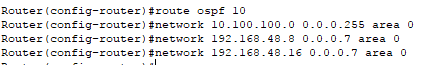 Router(config-router)#route ospf 10
Router(config-router)#network 10.100.100.0 0.0.0.255 area 0
Router(config-router)#network 192.168.48.8 0.0.0.7 area 0
Router(config-router)#network 192.168.48.16 0.0.0.7 area 0